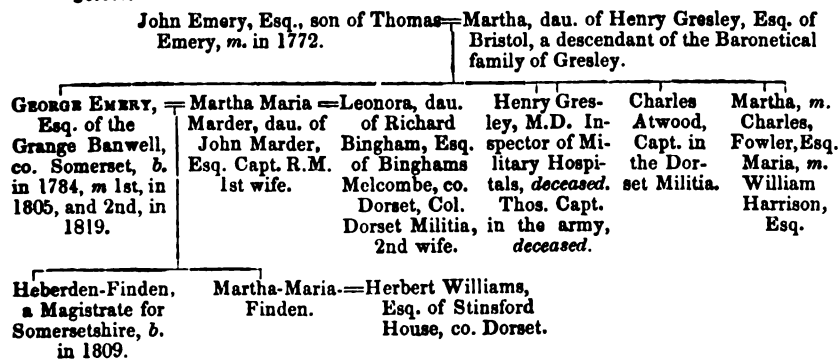 John Emery, Esq., son of Thomas=Martha, dau. of Henry Gresley, Esq. of
Emery, m. in 1772.
Bristol, a descendant of the Baronetical
family of Gresley.
GEORGE EMERY,
Esq. of the
Grange Banwell,
co. Somerset, b.
in 1784, m 1st, in
1805, and 2nd, in
1819.
= Martha Maria
Marder, dau. of
John Marder,
Esq. Capt. R.M.
1st wife.
=Leonora, dau.
of Richard
Bingham, Esq.
of Binghams
Melcombe, co.
Dorset, Col.
Dorset Militia,
2nd wife.
Henry Gres-
ley, M.D. In-
spector of Mi-
litary Hospi-
tals, deceased.
Thos. Capt.
in the army,
deceased.
Charles
Atwood,
Capt. in
the Dor-
set Militia.
Martha, m.
Charles,
Fowler, Esq.
Maria, m.
William
Harrison,
Esq.
Heberden-Finden,
a Magistrate for
Somersetshire, b.
in 1809.
Martha-Maria-=Herbert Williams,
Finden.
Esq. of Stinsford
House, co. Dorset.